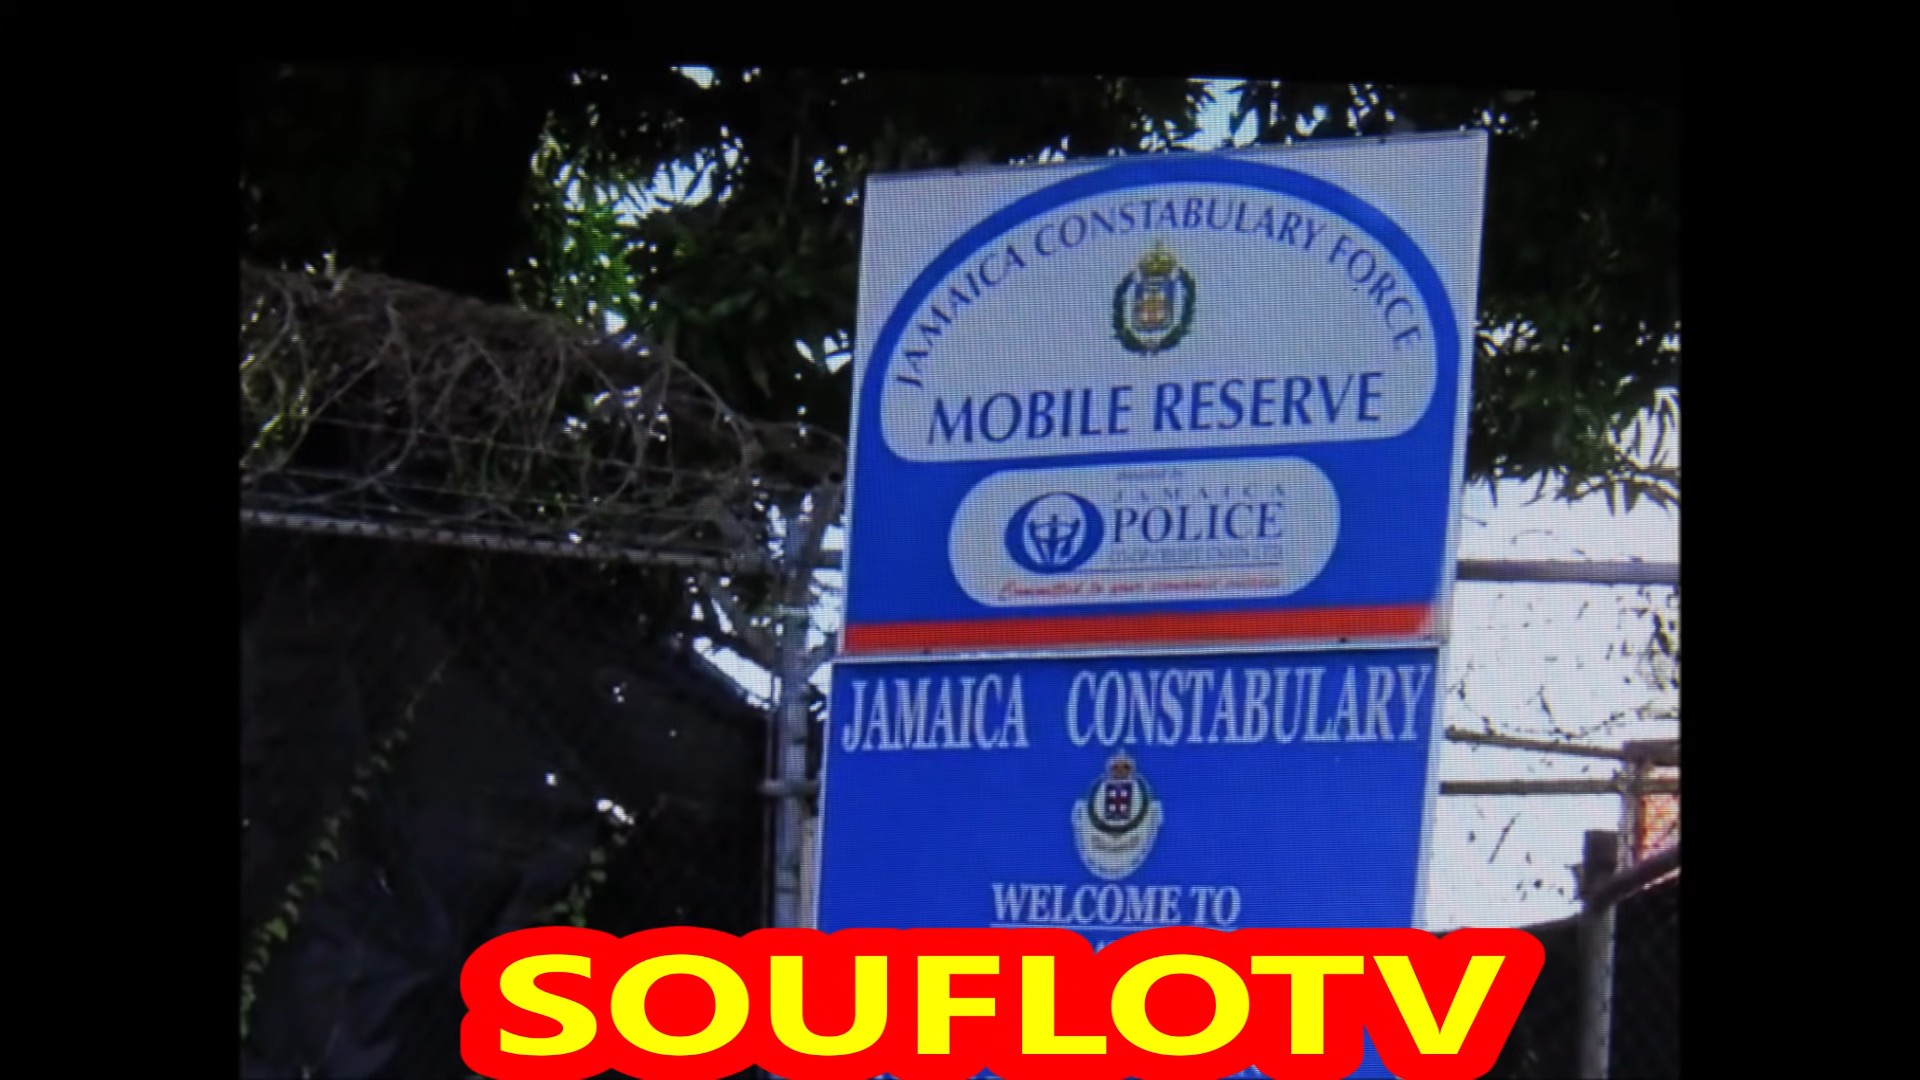 JAMAICA CONSTABULARY FORCE
MOBILE RESERVE
JAMAICA
POLICE
JAMAICA CONSTABULARY
WELCOME TO
SOUFLOTV